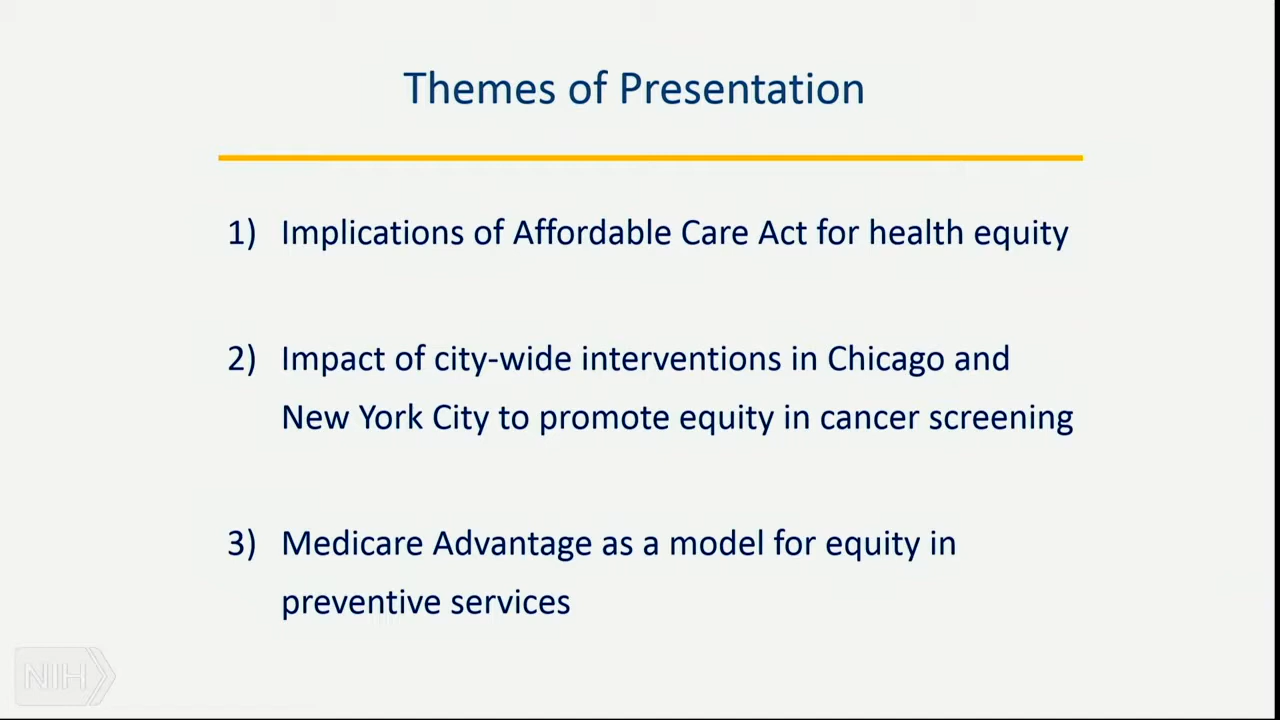 Themes of Presentation
1) Implications of Affordable Care Act for health equity
2) Impact of city-wide interventions in Chicago and
New York City to promote equity in cancer screening
3) Medicare Advantage as a model for equity in
preventive services
NIH